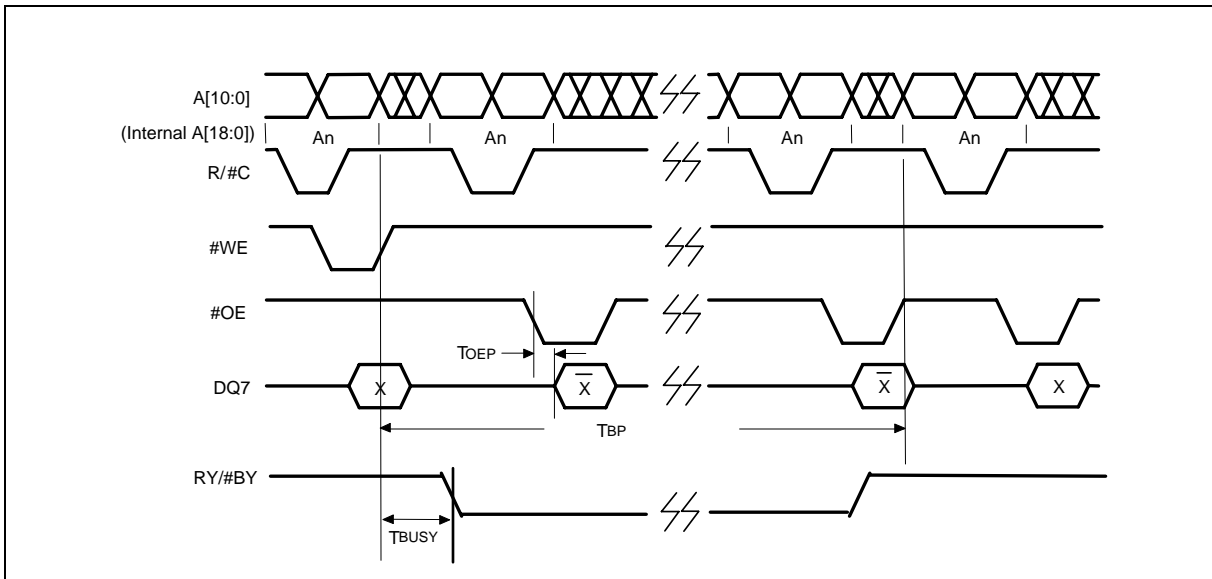 A[10:0]
(Internal A[18:0])
An An An An
R/#C
#WE
#OE
TOEP
DQ7 X X̅ X̅ X
TBP
RY/#BY
TBUSY